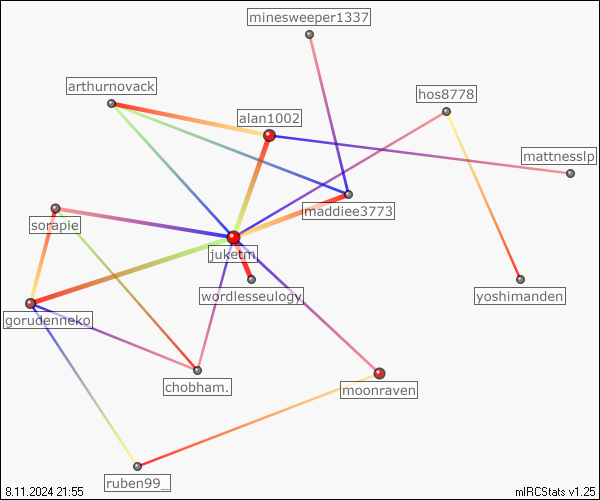 minesweeper1337
arthurnovack
hos8778
alan1002
mattnesslp
maddiee3773
sorapie
juketm
wordlesseulogy
yoshimanden
gorudenneko
chobham.
moonraven
ruben99_
8.11.2024 21:55
mIRCStats v1.25